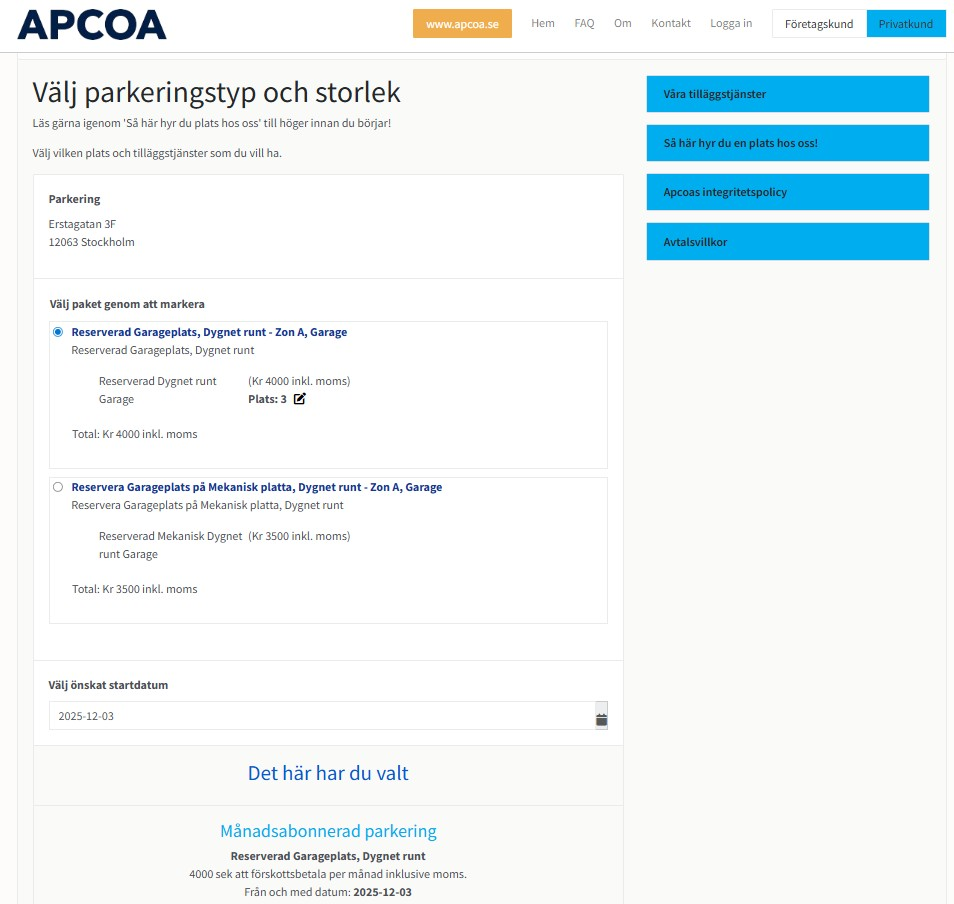 APCOA
www.apcoa.se
Hem
FAQ
Om
Kontakt
Logga in
Företagskund
Privatkund
Välj parkeringstyp och storlek
Läs gärna igenom 'Så här hyr du plats hos oss' till höger innan du börjar!
Välj vilken plats och tilläggstjänster som du vill ha.
Parkering
Erstagatan 3F
12063 Stockholm
Välj paket genom att markera
Reserverad Garageplats, Dygnet runt - Zon A, Garage
Reserverad Garageplats, Dygnet runt
Reserverad Dygnet runt (Kr 4000 inkl. moms)
Garage Plats: 3
Total: Kr 4000 inkl. moms
Reservera Garageplats på Mekanisk platta, Dygnet runt - Zon A, Garage
Reservera Garageplats på Mekanisk platta, Dygnet runt
Reserverad Mekanisk Dygnet (Kr 3500 inkl. moms)
runt Garage
Total: Kr 3500 inkl. moms
Välj önskat startdatum
2025-12-03
Det här har du valt
Månadsabonnerad parkering
Reserverad Garageplats, Dygnet runt
4000 sek att förskottsbetala per månad inklusive moms.
Från och med datum: 2025-12-03
Våra tilläggstjänster
Så här hyr du en plats hos oss!
Apcoas integritetspolicy
Avtalsvillkor